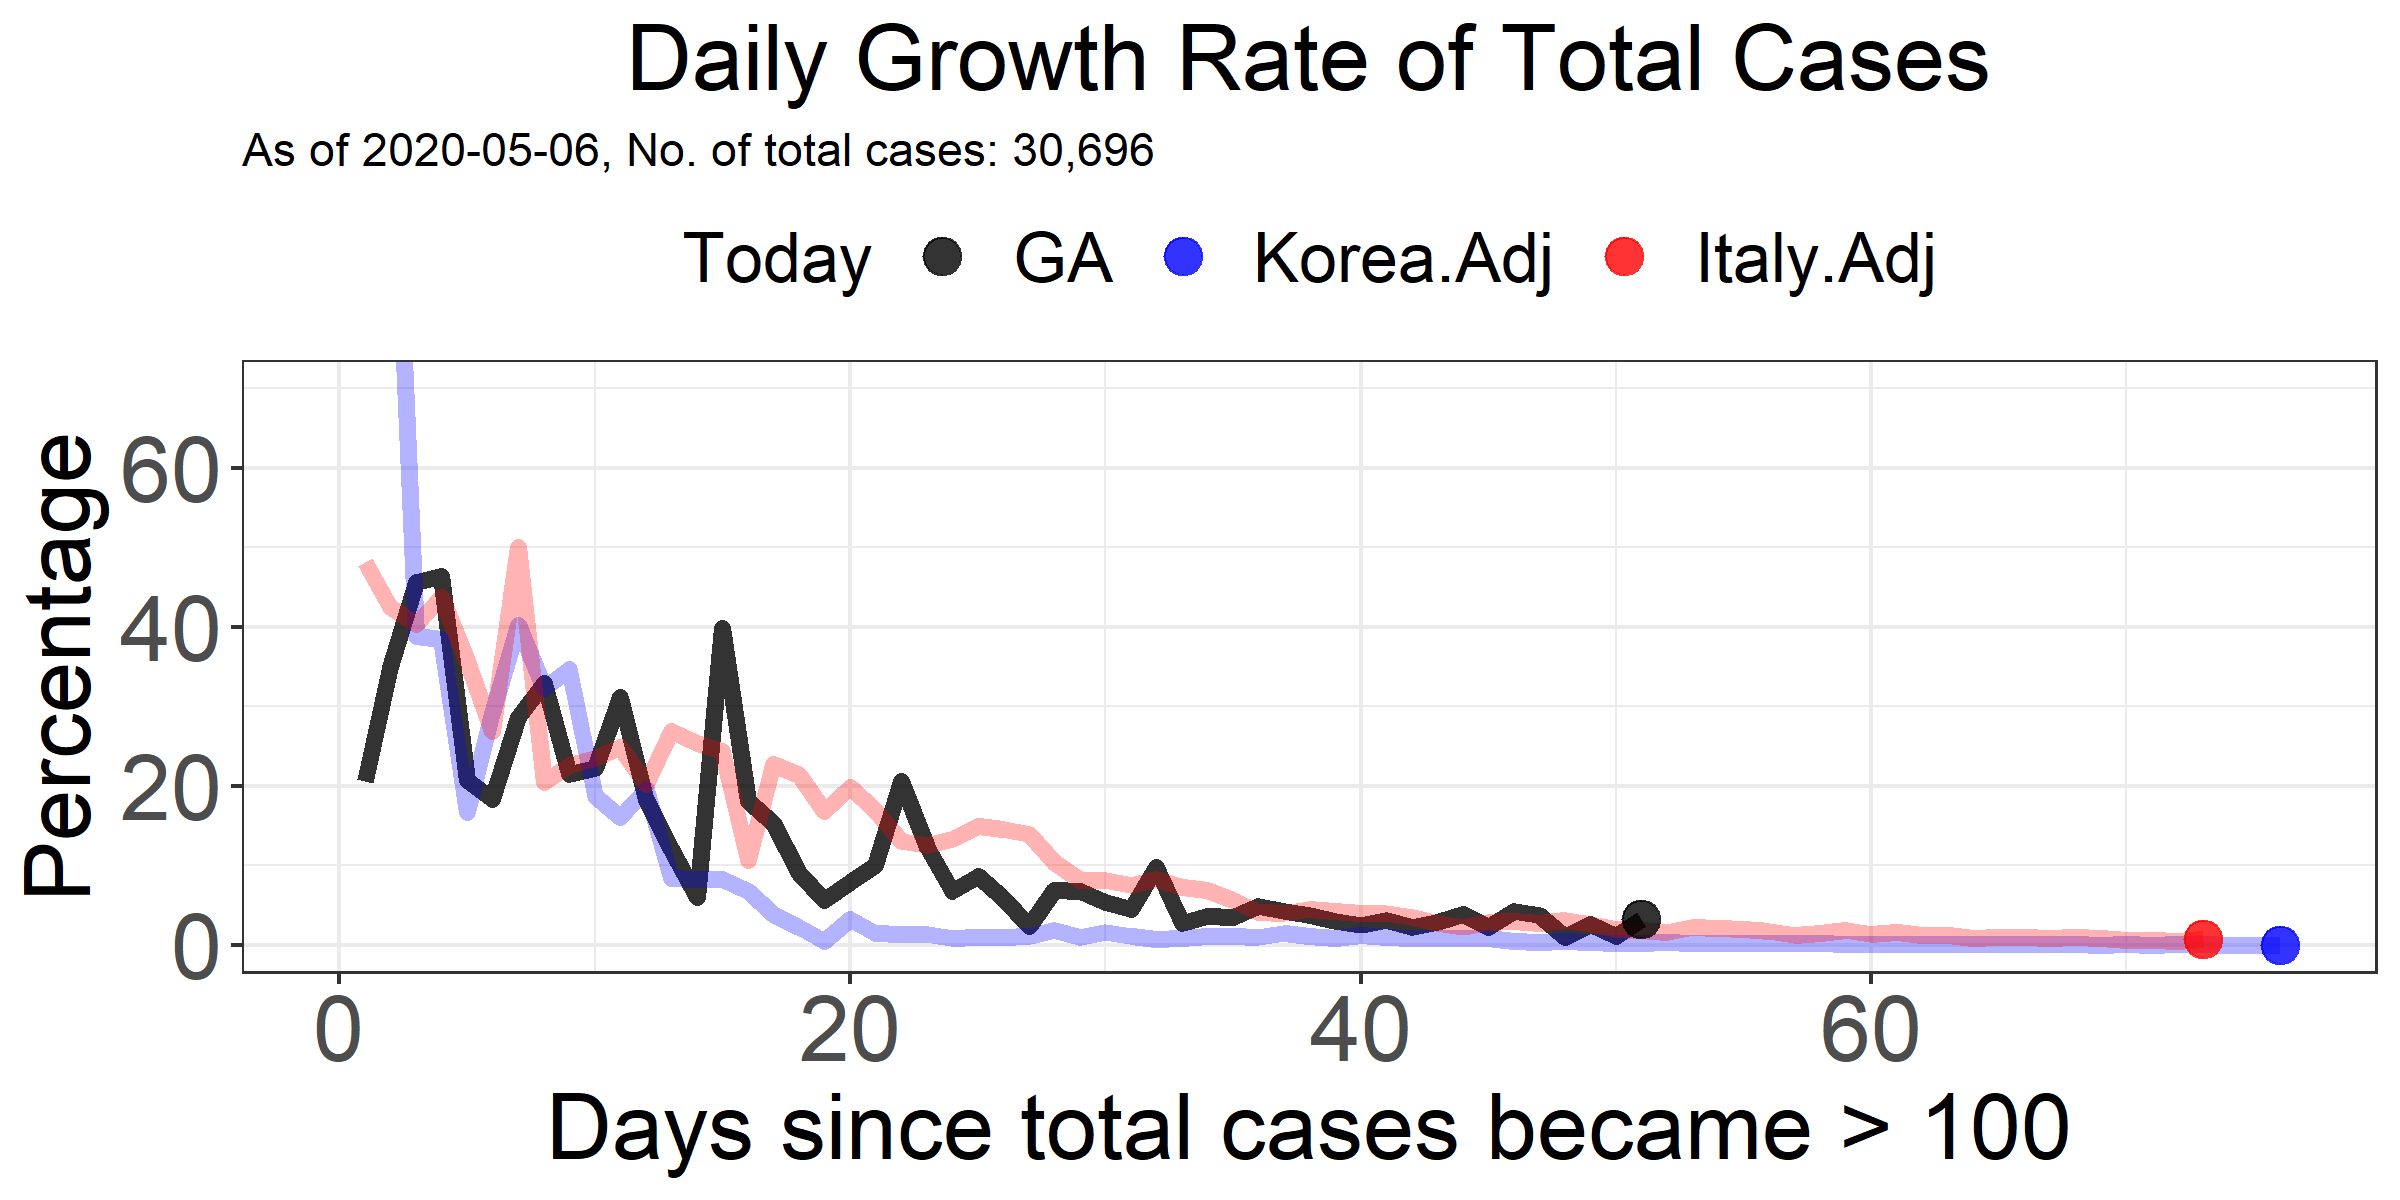 Daily Growth Rate of Total Cases
As of 2020-05-06, No. of total cases: 30,696
Today GA Korea.Adj Italy.Adj
Percentage
60
40
20
0
0 20 40 60
Days since total cases became > 100